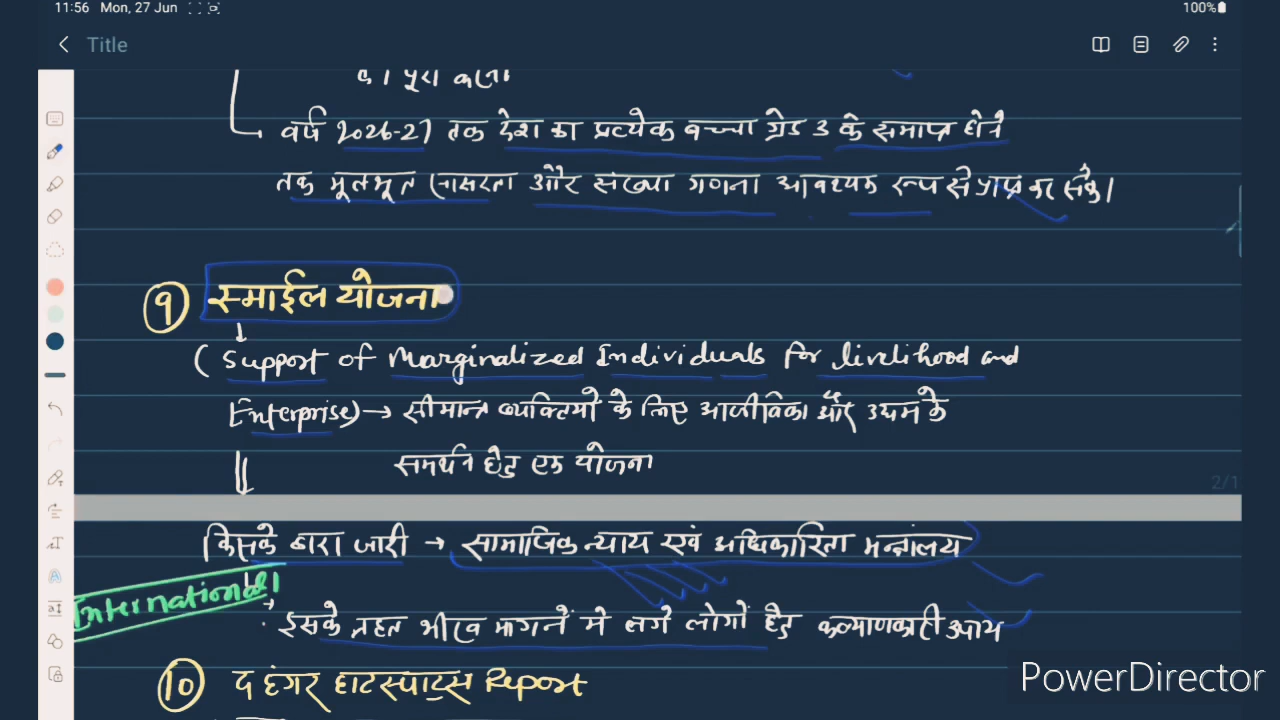 11:56 Mon, 27 Jun 100%
Title
का पूरा करना
वर्ष 2026-27 तक देश का प्रत्येक बच्चा ग्रेड 3 के समाप्त होने
तक मूलभूत साक्षरता और संख्या गणना आवश्यक रूप से प्राप्त कर सके।
2/1
9 स्माईल योजना
(Support of Marginalized Individuals for livelihood and
Enterprise) → सीमान्त व्यक्तियों के लिए आजीविका और उद्यम के
समर्थन हेतु एक योजना
किसके द्वारा जारी → सामाजिक न्याय एवं अधिकारिता मन्त्रालय
International
इसके तहत भीख मागने मे लगे लोगों हेतु कल्याणकारी उपाय
10 द हंगर हाटस्पाट्स Report
PowerDirector